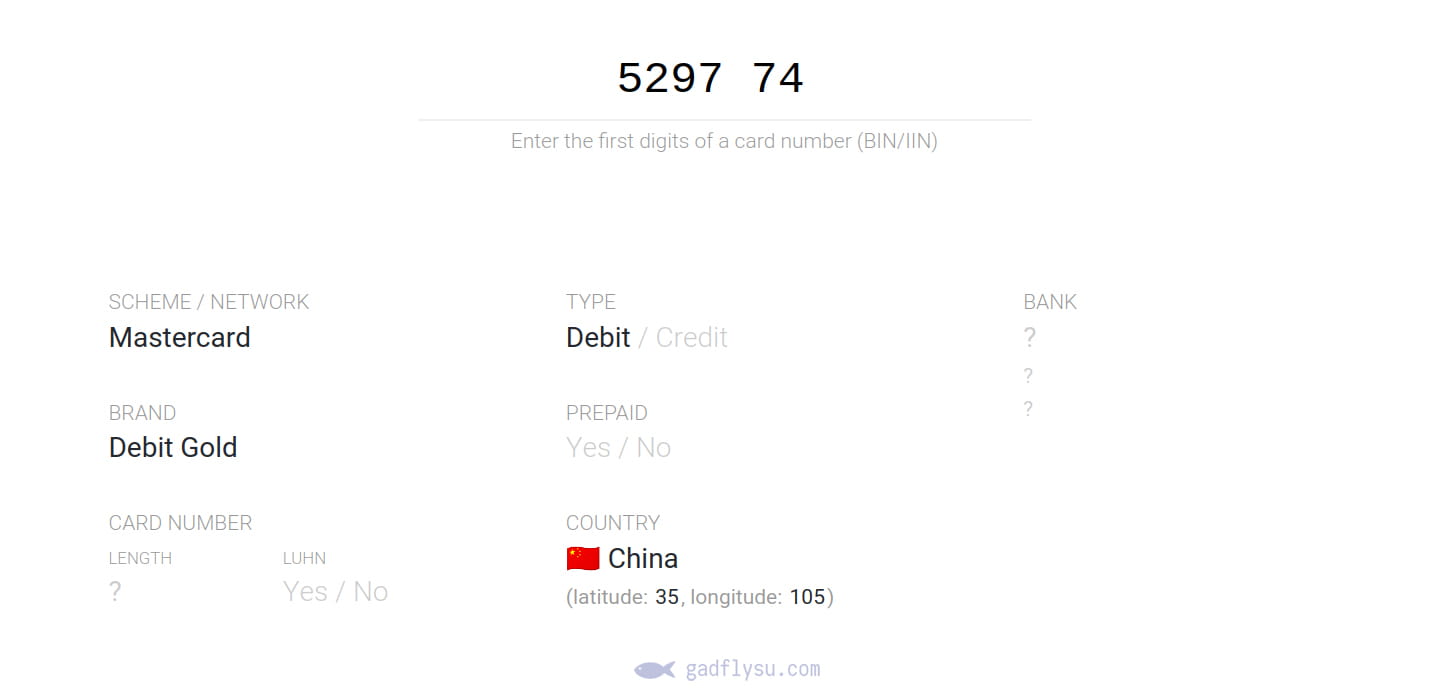 5297 74
Enter the first digits of a card number (BIN/IIN)
SCHEME / NETWORK
Mastercard
TYPE
Debit / Credit
BANK
?
?
?
BRAND
Debit Gold
PREPAID
Yes / No
CARD NUMBER
LENGTH
?
LUHN
Yes / No
COUNTRY
🇨🇳 China
(latitude: 35, longitude: 105)
gadflysu.com